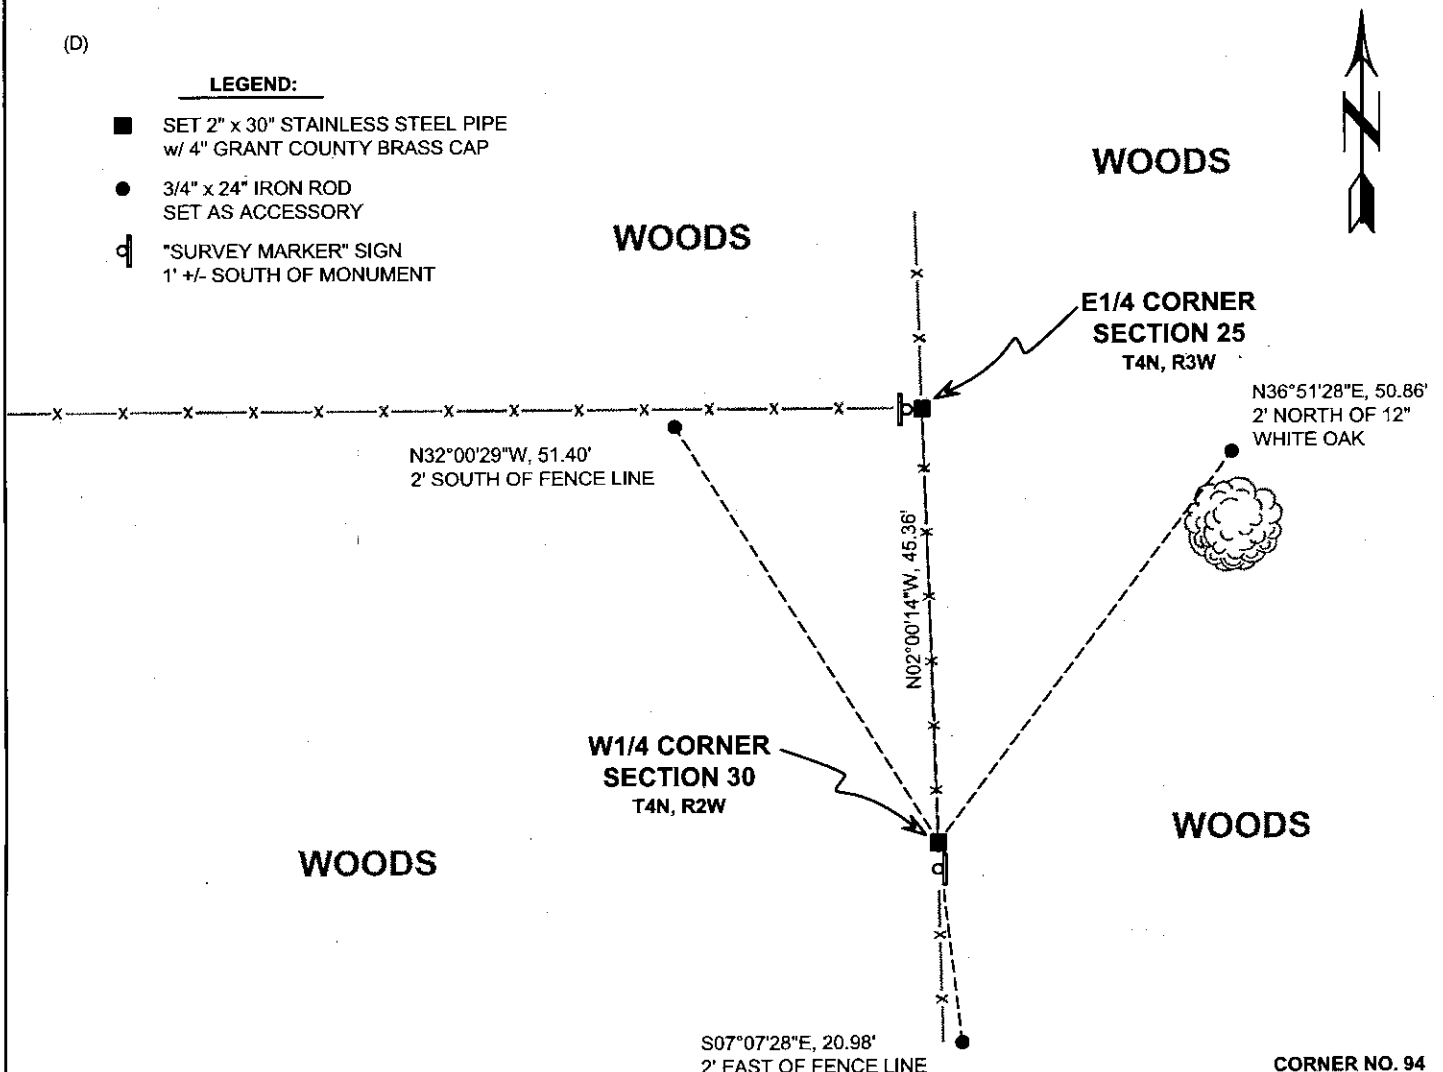 (D)
LEGEND:
SET 2" x 30" STAINLESS STEEL PIPE
w/ 4" GRANT COUNTY BRASS CAP
3/4" x 24" IRON ROD
SET AS ACCESSORY
"SURVEY MARKER" SIGN
1' +/- SOUTH OF MONUMENT
N
WOODS
WOODS
E1/4 CORNER
SECTION 25
T4N, R3W
N36°51'28"E, 50.86'
2' NORTH OF 12"
WHITE OAK
N32°00'29"W, 51.40'
2' SOUTH OF FENCE LINE
N02°00'14"W, 45.36'
W1/4 CORNER
SECTION 30
T4N, R2W
WOODS
WOODS
S07°07'28"E, 20.98'
2' EAST OF FENCE LINE
CORNER NO. 94